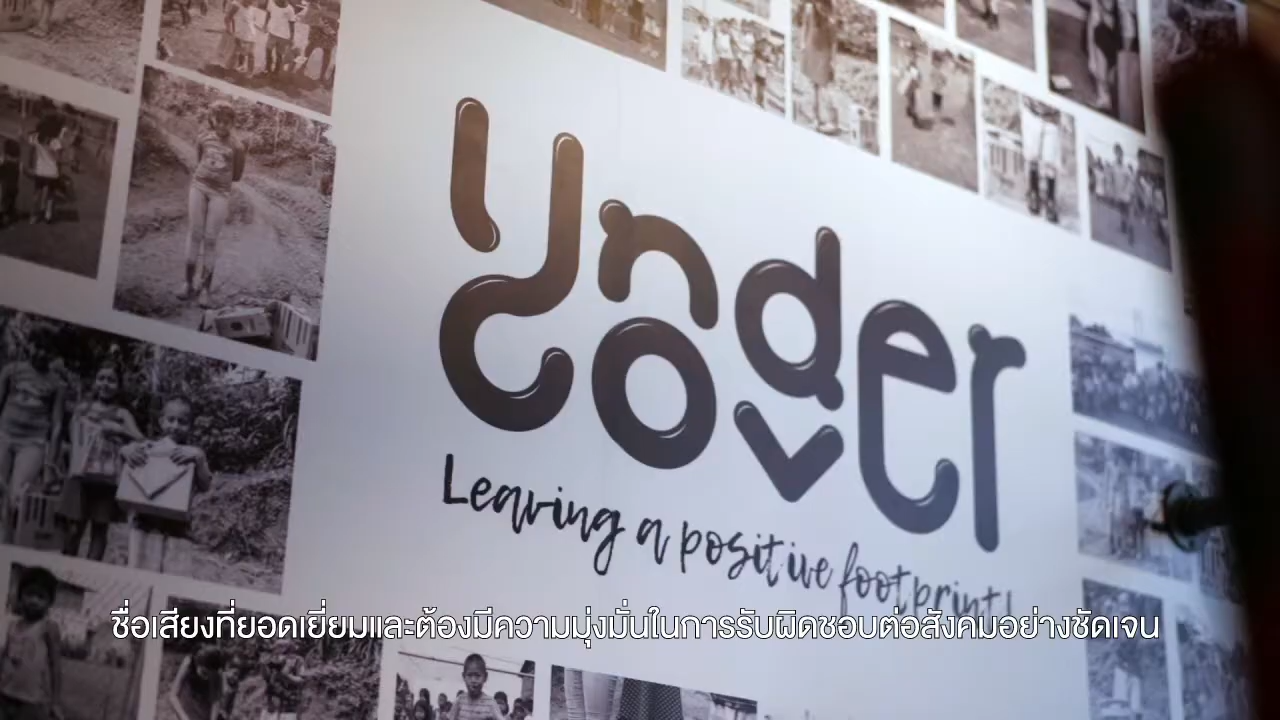 Under
Cover
Leaving a positive footprint!
ชื่อเสียงที่ยอดเยี่ยมและต้องมีความมุ่งมั่นในการรับผิดชอบต่อสังคมอย่างชัดเจน